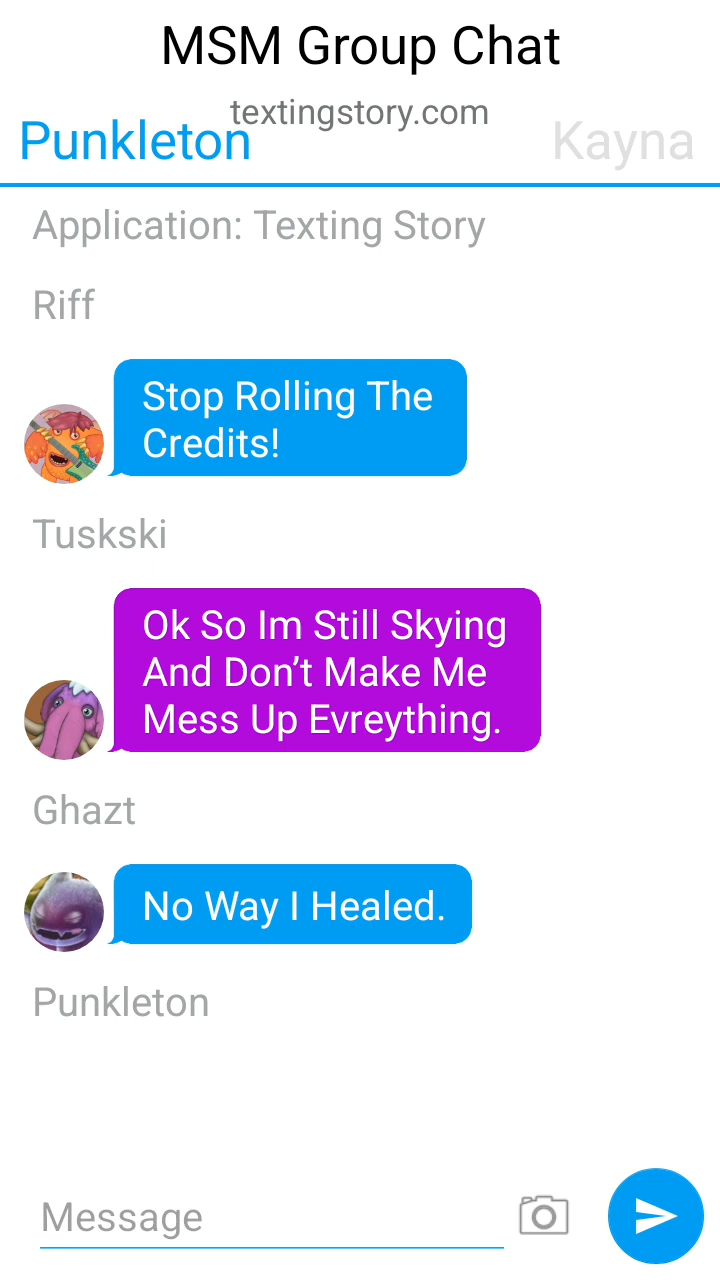 MSM Group Chat
textingstory.com
Punkleton
Kayna
Application: Texting Story
Riff
Stop Rolling The
Credits!
Tuskski
Ok So Im Still Skying
And Don’t Make Me
Mess Up Evreything.
Ghazt
No Way I Healed.
Punkleton
Message